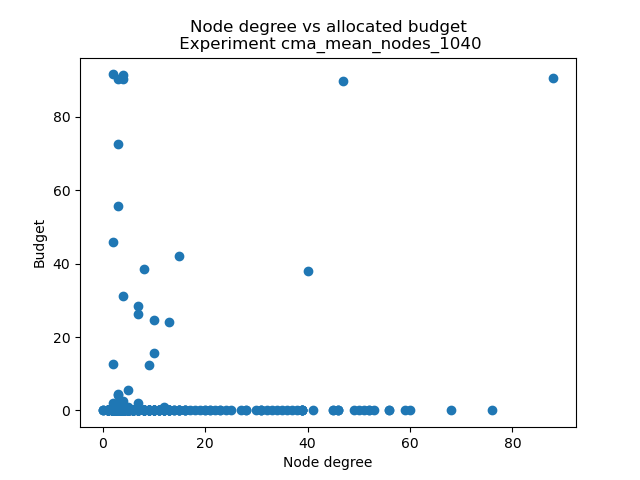 Node degree vs allocated budget
Experiment cma_mean_nodes_1040
80
60
40
20
0
Budget
0 20 40 60 80
Node degree